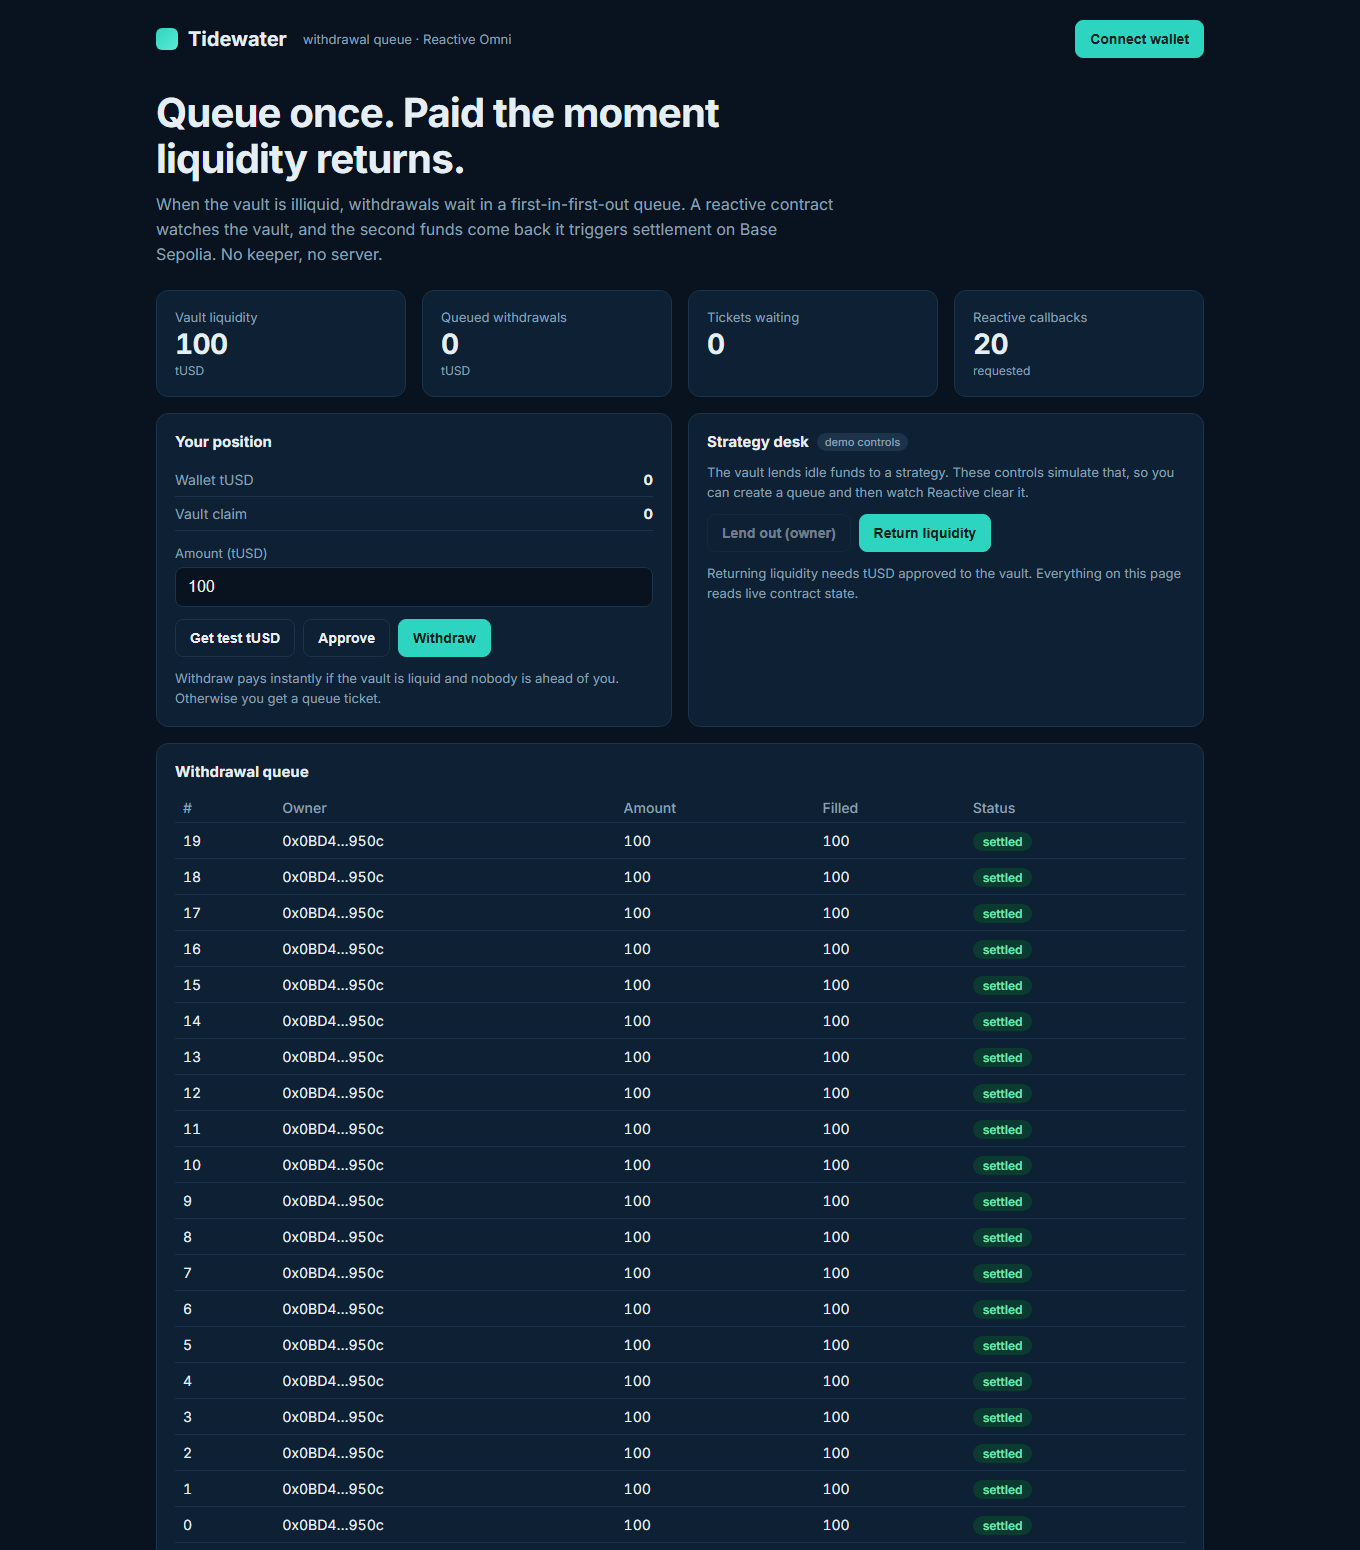 Tidewater withdrawal queue · Reactive Omni Connect wallet
Queue once. Paid the moment
liquidity returns.
When the vault is illiquid, withdrawals wait in a first-in-first-out queue. A reactive contract
watches the vault, and the second funds come back it triggers settlement on Base
Sepolia. No keeper, no server.
Vault liquidity
100
tUSD
Queued withdrawals
0
tUSD
Tickets waiting
0
Reactive callbacks
20
requested
Your position
Wallet tUSD 0
Vault claim 0
Amount (tUSD)
100
Get test tUSD Approve Withdraw
Withdraw pays instantly if the vault is liquid and nobody is ahead of you.
Otherwise you get a queue ticket.
Strategy desk demo controls
The vault lends idle funds to a strategy. These controls simulate that, so you
can create a queue and then watch Reactive clear it.
Lend out (owner) Return liquidity
Returning liquidity needs tUSD approved to the vault. Everything on this page
reads live contract state.
Withdrawal queue
# Owner Amount Filled Status
19 0x0BD4...950c 100 100 settled
18 0x0BD4...950c 100 100 settled
17 0x0BD4...950c 100 100 settled
16 0x0BD4...950c 100 100 settled
15 0x0BD4...950c 100 100 settled
14 0x0BD4...950c 100 100 settled
13 0x0BD4...950c 100 100 settled
12 0x0BD4...950c 100 100 settled
11 0x0BD4...950c 100 100 settled
10 0x0BD4...950c 100 100 settled
9 0x0BD4...950c 100 100 settled
8 0x0BD4...950c 100 100 settled
7 0x0BD4...950c 100 100 settled
6 0x0BD4...950c 100 100 settled
5 0x0BD4...950c 100 100 settled
4 0x0BD4...950c 100 100 settled
3 0x0BD4...950c 100 100 settled
2 0x0BD4...950c 100 100 settled
1 0x0BD4...950c 100 100 settled
0 0x0BD4...950c 100 100 settled